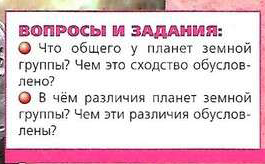 ВОПРОСЫ И ЗАДАНИЯ:
Что общего у планет земной
группы? Чем это сходство обуслов-
лено?
В чём различия планет земной
группы? Чем эти различия обуслов-
лены?